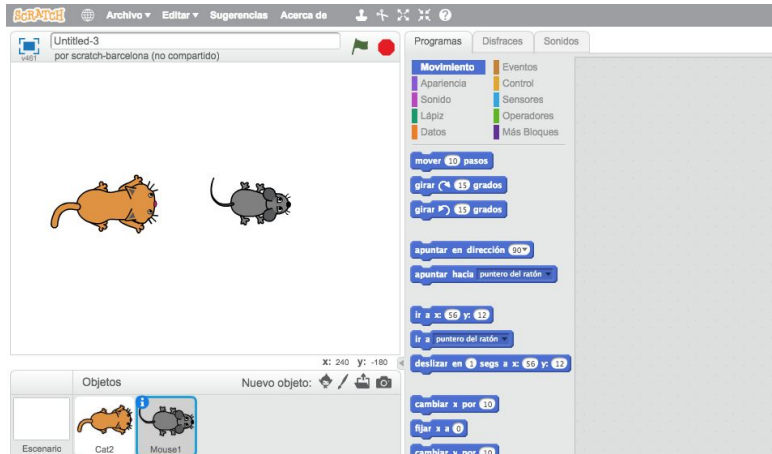 SCRATCH Archivo▼ Editar▼ Sugerencias Acerca de
Untitled-3
por scratch-barcelona (no compartido)
v461
Programas Disfraces Sonidos
Movimiento Eventos
Apariencia Control
Sonido Sensores
Lápiz Operadores
Datos Más Bloques
mover 10 pasos
girar 15 grados
girar 15 grados
apuntar en dirección 90▼
apuntar hacia puntero del ratón
ir a x: 56 y: 12
ir a puntero del ratón
deslizar en 1 segs a x: 56 y: 12
cambiar x por 10
fijar x a 0
cambiar y por 10
x: 240 y: -180
Objetos Nuevo objeto:
Escenario Cat2 Mouse1